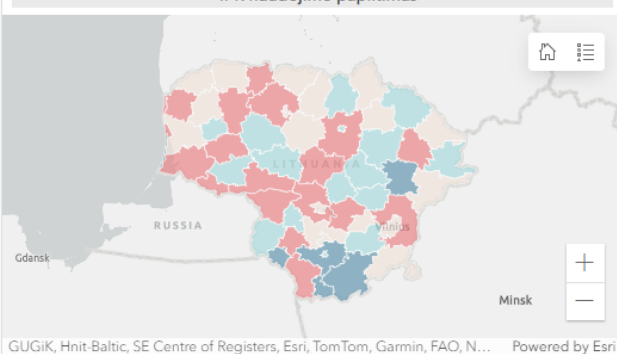 LITHUANIA
RUSSIA
Vilnius
Gdansk
Minsk
GUGiK, Hnit-Baltic, SE Centre of Registers, Esri, TomTom, Garmin, FAO, N... Powered by Esri